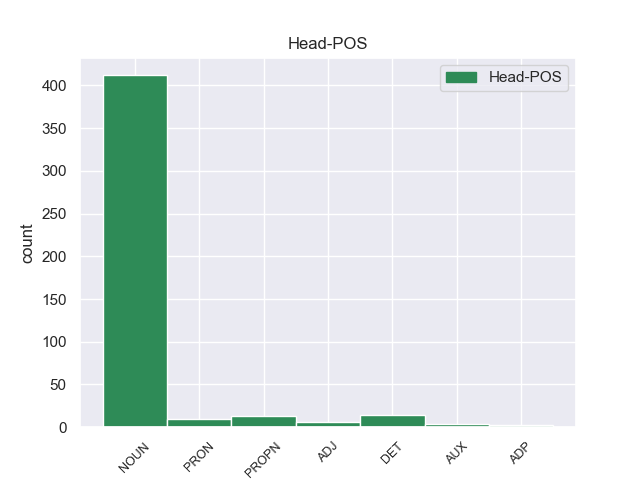 Head-POS
Head-POS
400
350
300
250
200
150
100
50
0
count
NOUN
PRON
PROPN
ADJ
DET
AUX
ADP